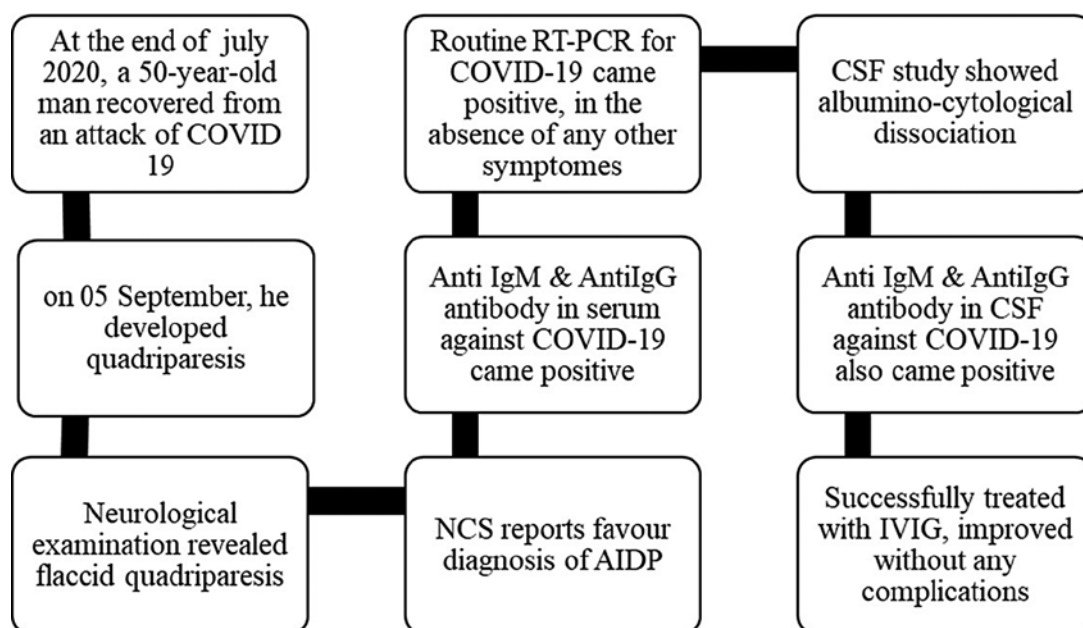 At the end of july
2020, a 50-year-old
man recovered from
an attack of COVID
19
on 05 September, he
developed
quadriparesis
Neurological
examination revealed
flaccid quadriparesis
NCS reports favour
diagnosis of AIDP
Anti IgM & AntiIgG
antibody in serum
against COVID-19
came positive
Routine RT-PCR for
COVID-19 came
positive, in the
absence of any other
symptomes
CSF study showed
albumino-cytological
dissociation
Anti IgM & AntiIgG
antibody in CSF
against COVID-19
also came positive
Successfully treated
with IVIG, improved
without any
complications